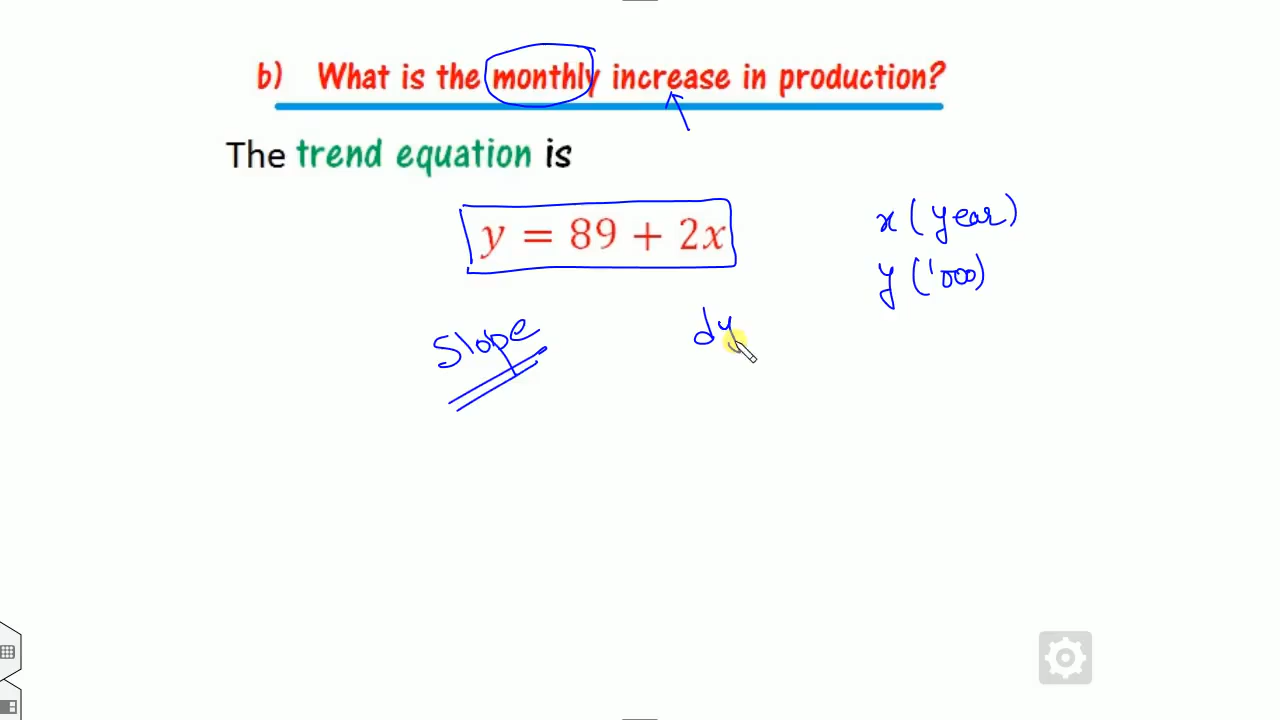 b) What is the monthly increase in production?
The trend equation is
y = 89 + 2x
x (year)
y ('000)
Slope
dy